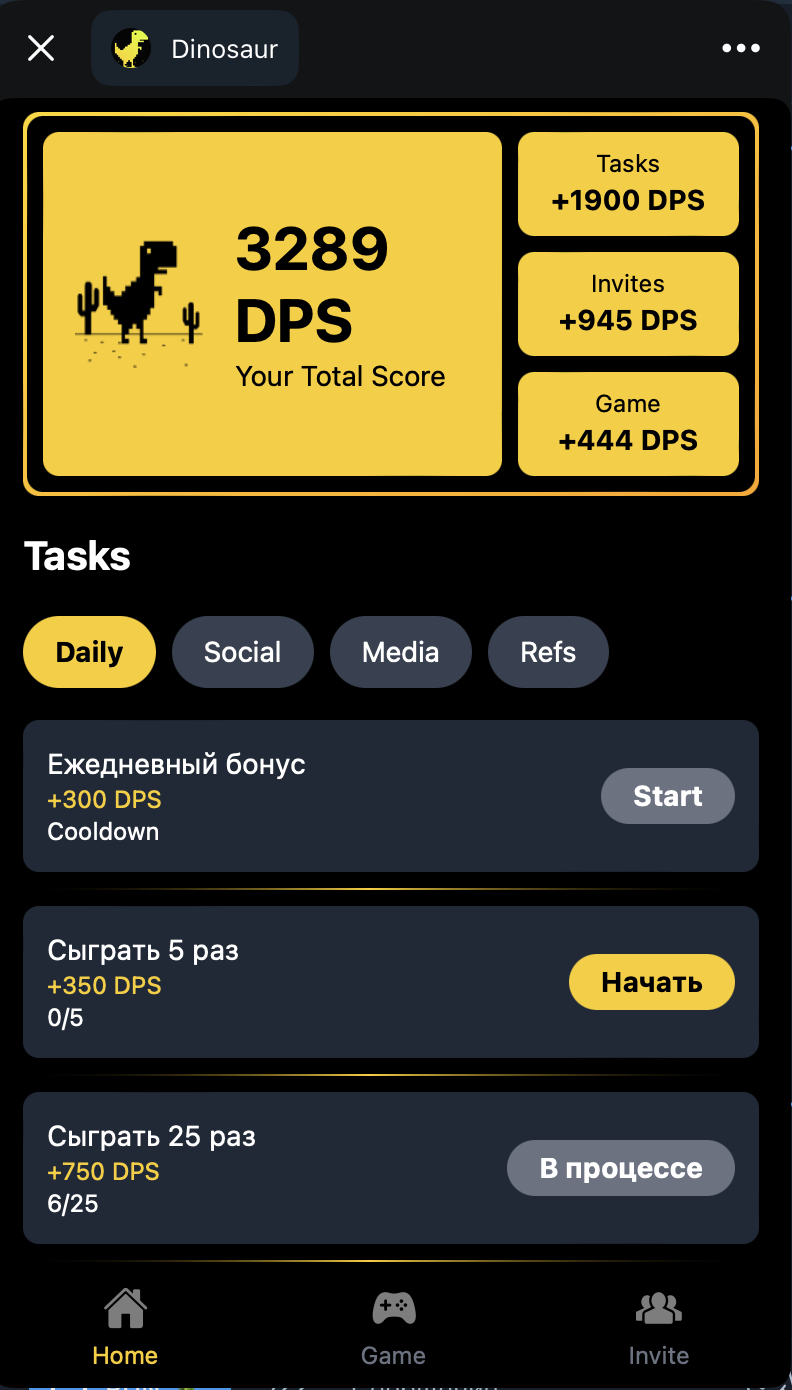 Dinosaur
3289
DPS
Your Total Score
Tasks
+1900 DPS
Invites
+945 DPS
Game
+444 DPS
Tasks
Daily
Social
Media
Refs
Ежедневный бонус
+300 DPS
Cooldown
Start
Сыграть 5 раз
+350 DPS
0/5
Начать
Сыграть 25 раз
+750 DPS
6/25
В процессе
Home
Game
Invite